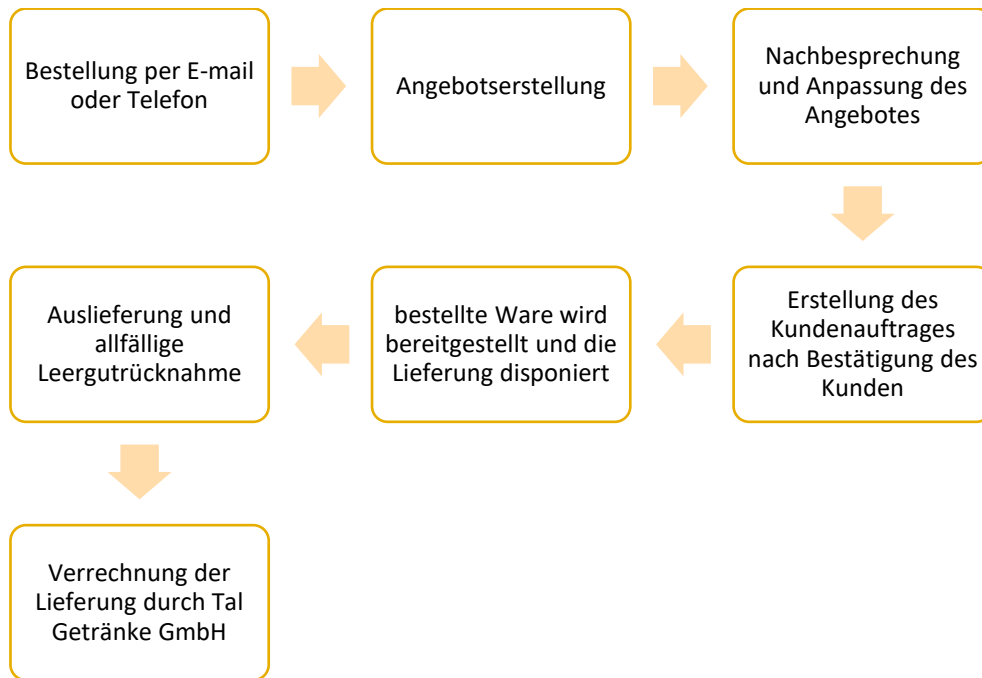 Bestellung per E-mail
oder Telefon
Angebotserstellung
Nachbesprechung
und Anpassung des
Angebotes
Erstellung des
Kundenauftrages
nach Bestätigung des
Kunden
bestellte Ware wird
bereitgestellt und die
Lieferung disponiert
Auslieferung und
allfällige
Leergutrücknahme
Verrechnung der
Lieferung durch Tal
Getränke GmbH